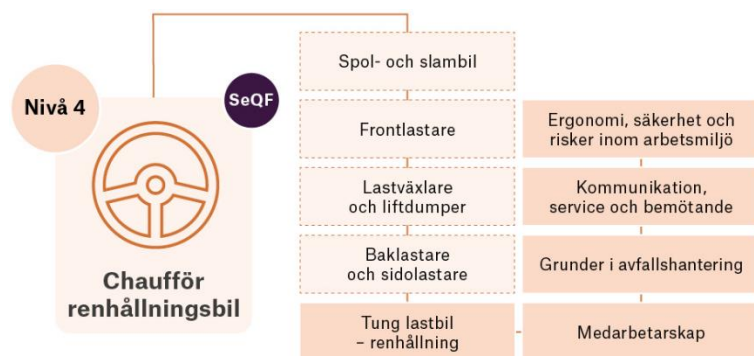 Nivå 4
SeQF
Chaufför
renhållningsbil
Spol- och slambil
Frontlastare
Lastväxlare
och liftdumper
Baklastare
och sidolastare
Tung lastbil
– renhållning
Ergonomi, säkerhet och
risker inom arbetsmiljö
Kommunikation,
service och bemötande
Grunder i avfallshantering
Medarbetarskap